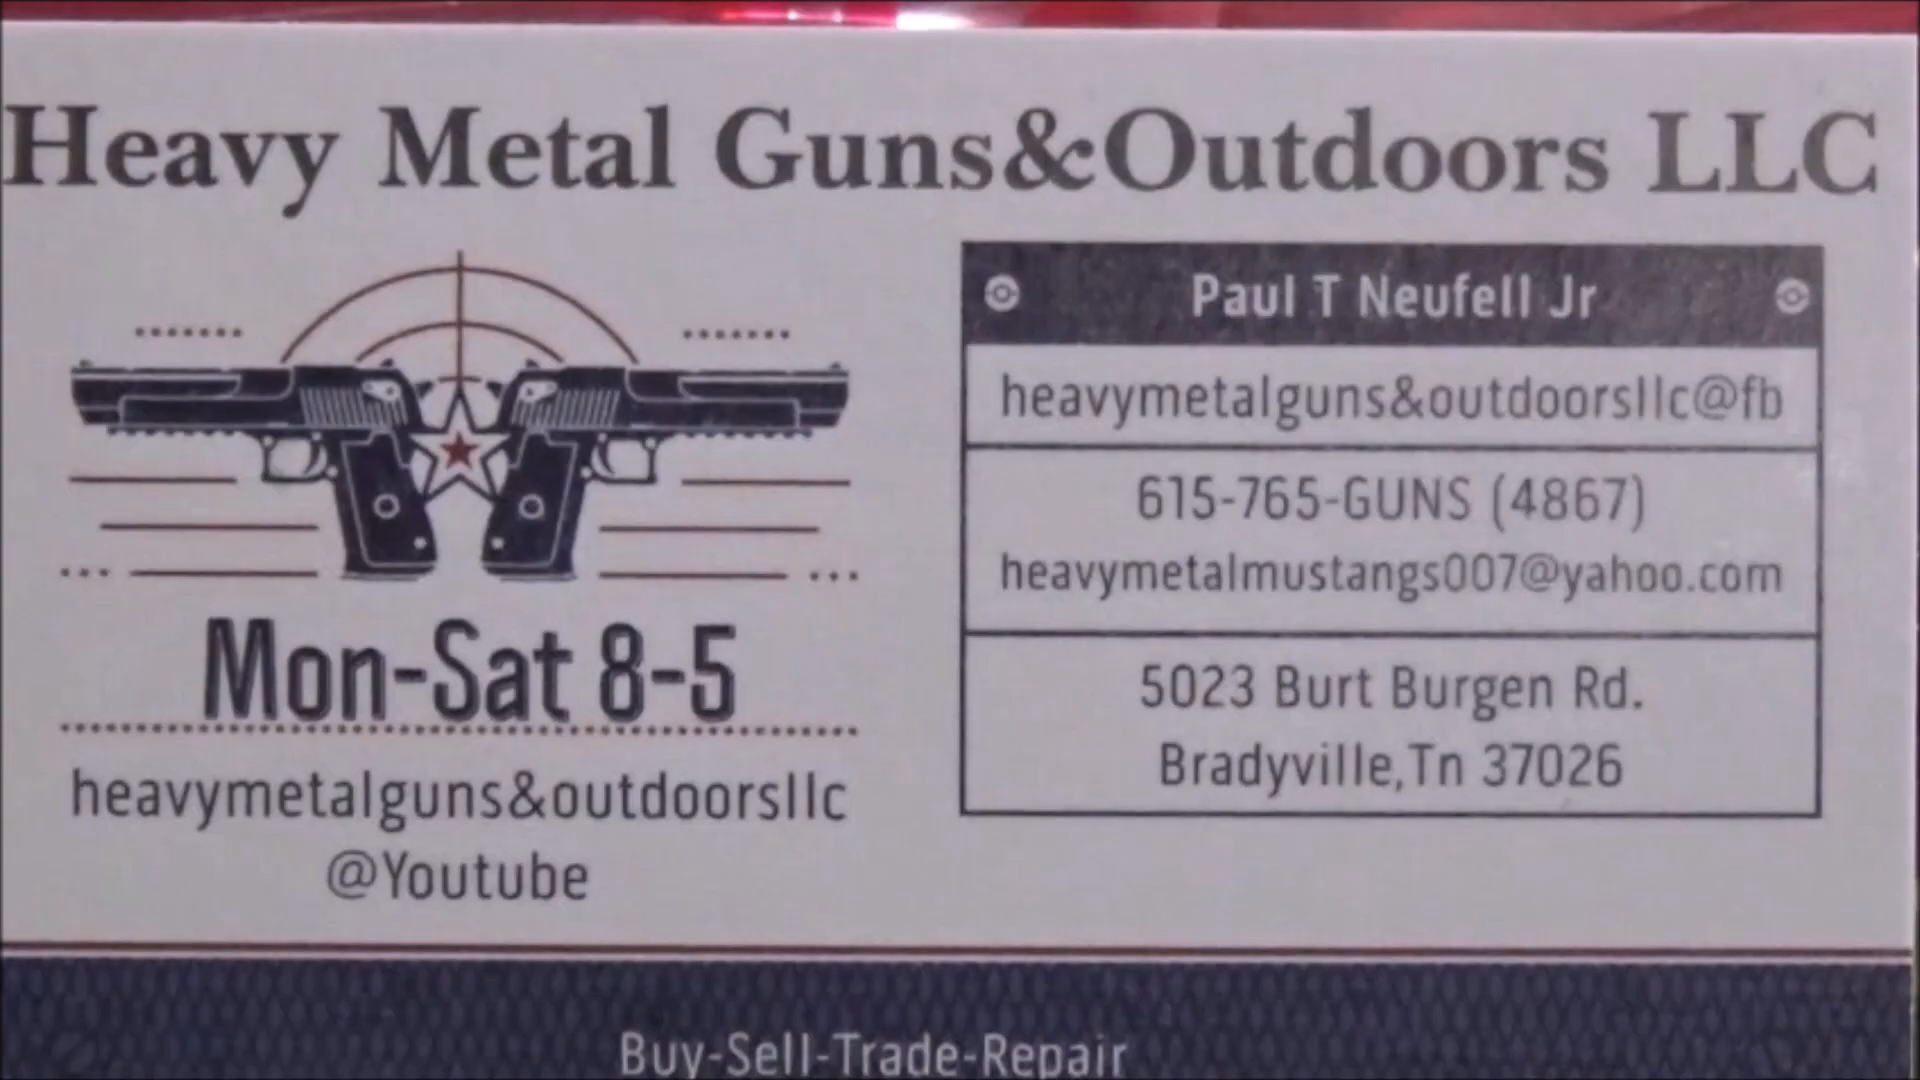 Heavy Metal Guns&Outdoors LLC
Mon-Sat 8-5
heavymetalguns&outdoorsllc
@Youtube
Paul T Neufell Jr
heavymetalguns&outdoorsllc@fb
615-765-GUNS (4867)
heavymetalmustangs007@yahoo.com
5023 Burt Burgen Rd.
Bradyville,Tn 37026
Buy-Sell-Trade-Repair